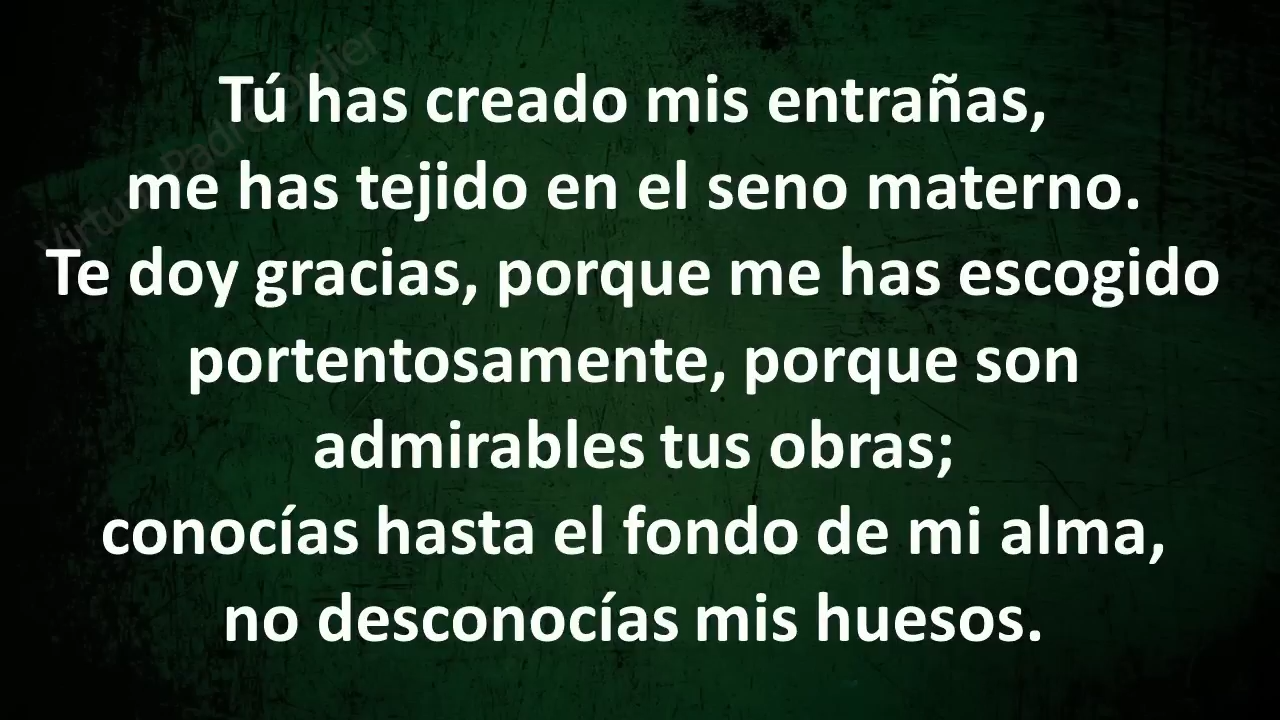 Tú has creado mis entrañas,
me has tejido en el seno materno.
Te doy gracias, porque me has escogido
portentosamente, porque son
admirables tus obras;
conocías hasta el fondo de mi alma,
no desconocías mis huesos.